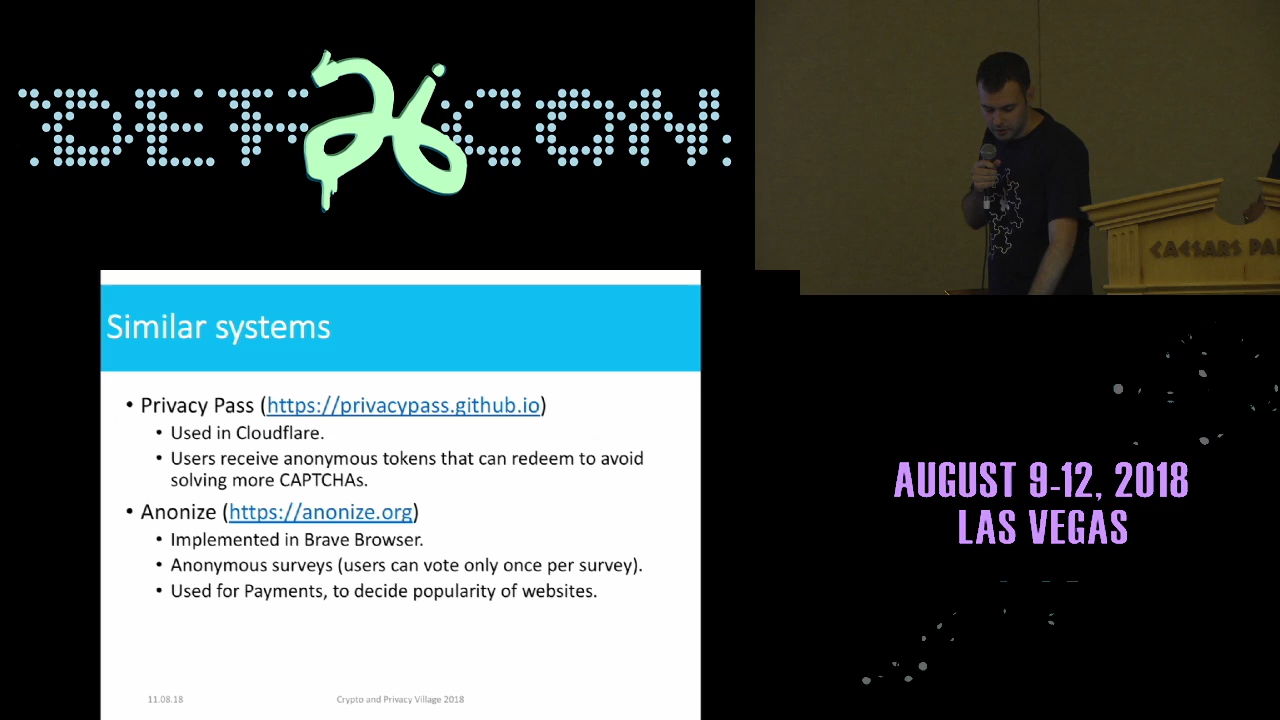 DEF 26 CON
CAESARS PA
Similar systems
• Privacy Pass (https://privacypass.github.io)
• Used in Cloudflare.
• Users receive anonymous tokens that can redeem to avoid
solving more CAPTCHAs.
• Anonize (https://anonize.org)
• Implemented in Brave Browser.
• Anonymous surveys (users can vote only once per survey).
• Used for Payments, to decide popularity of websites.
11.08.18
Crypto and Privacy Village 2018
AUGUST 9-12, 2018
LAS VEGAS